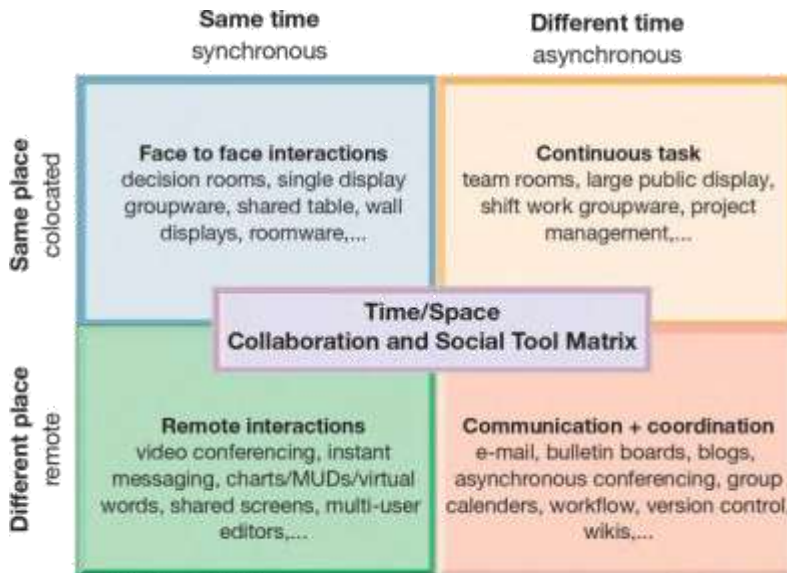 Same time
synchronous
Different time
asynchronous
Same place
colocated
Face to face interactions
decision rooms, single display
groupware, shared table, wall
displays, roomware,...
Continuous task
team rooms, large public display,
shift work groupware, project
management,...
Time/Space
Collaboration and Social Tool Matrix
Different place
remote
Remote interactions
video conferencing, instant
messaging, charts/MUDs/virtual
words, shared screens, multi-user
editors,...
Communication + coordination
e-mail, bulletin boards, blogs,
asynchronous conferencing, group
calenders, workflow, version control,
wikis,...